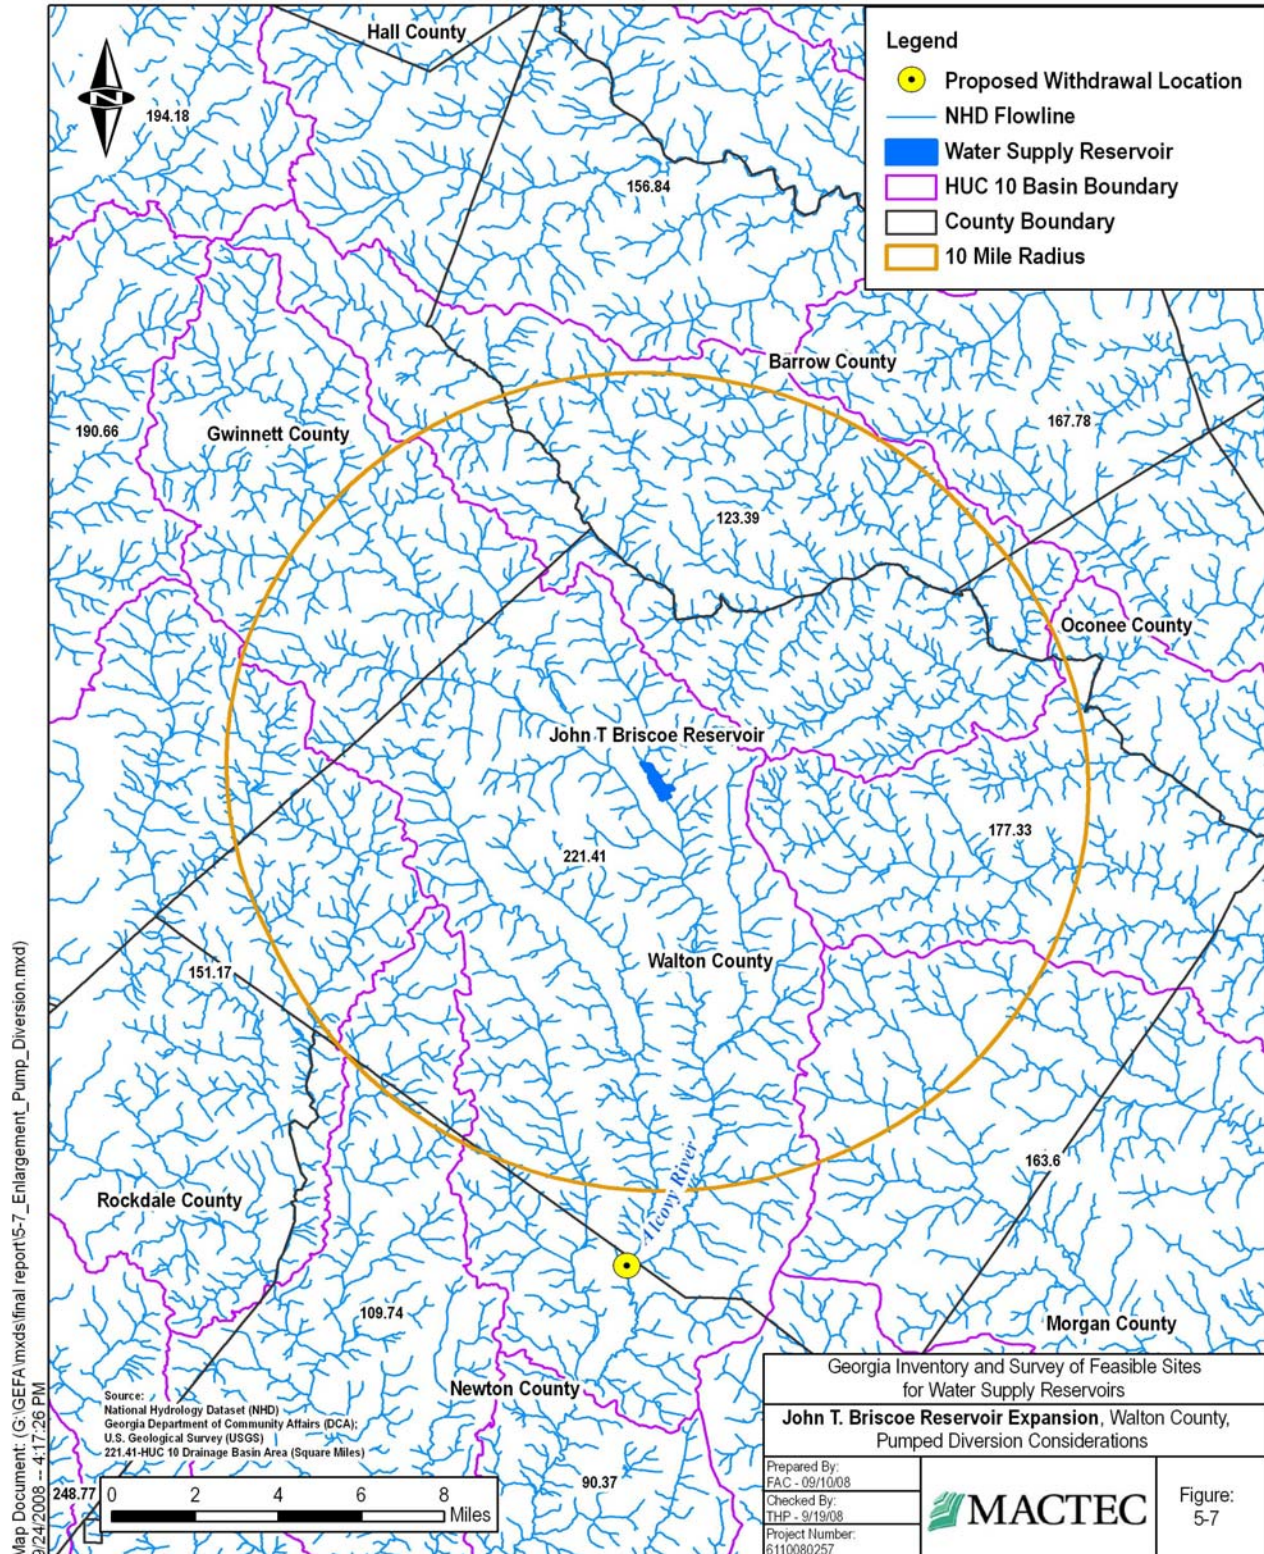 Hall County
194.18
156.84
Legend
Proposed Withdrawal Location
NHD Flowline
Water Supply Reservoir
HUC 10 Basin Boundary
County Boundary
10 Mile Radius
N
Barrow County
190.66
Gwinnett County
167.78
123.39
Oconee County
John T Briscoe Reservoir
177.33
221.41
Walton County
151.17
163.6
Alcovy River
Rockdale County
109.74
Morgan County
Newton County
90.37
248.77
Source:
National Hydrology Dataset (NHD)
Georgia Department of Community Affairs (DCA);
U.S. Geological Survey (USGS)
221.41-HUC 10 Drainage Basin Area (Square Miles)
0 2 4 6 8
Miles
Georgia Inventory and Survey of Feasible Sites
for Water Supply Reservoirs
John T. Briscoe Reservoir Expansion, Walton County,
Pumped Diversion Considerations
Prepared By:
FAC - 09/10/08
Checked By:
THP - 9/19/08
Project Number:
6110080257
MACTEC
Figure:
5-7
Map Document: (G:\GEFA\mxds\final report\5-7_Enlargement_Pump_Diversion.mxd)
9/24/2008 -- 4:17:26 PM